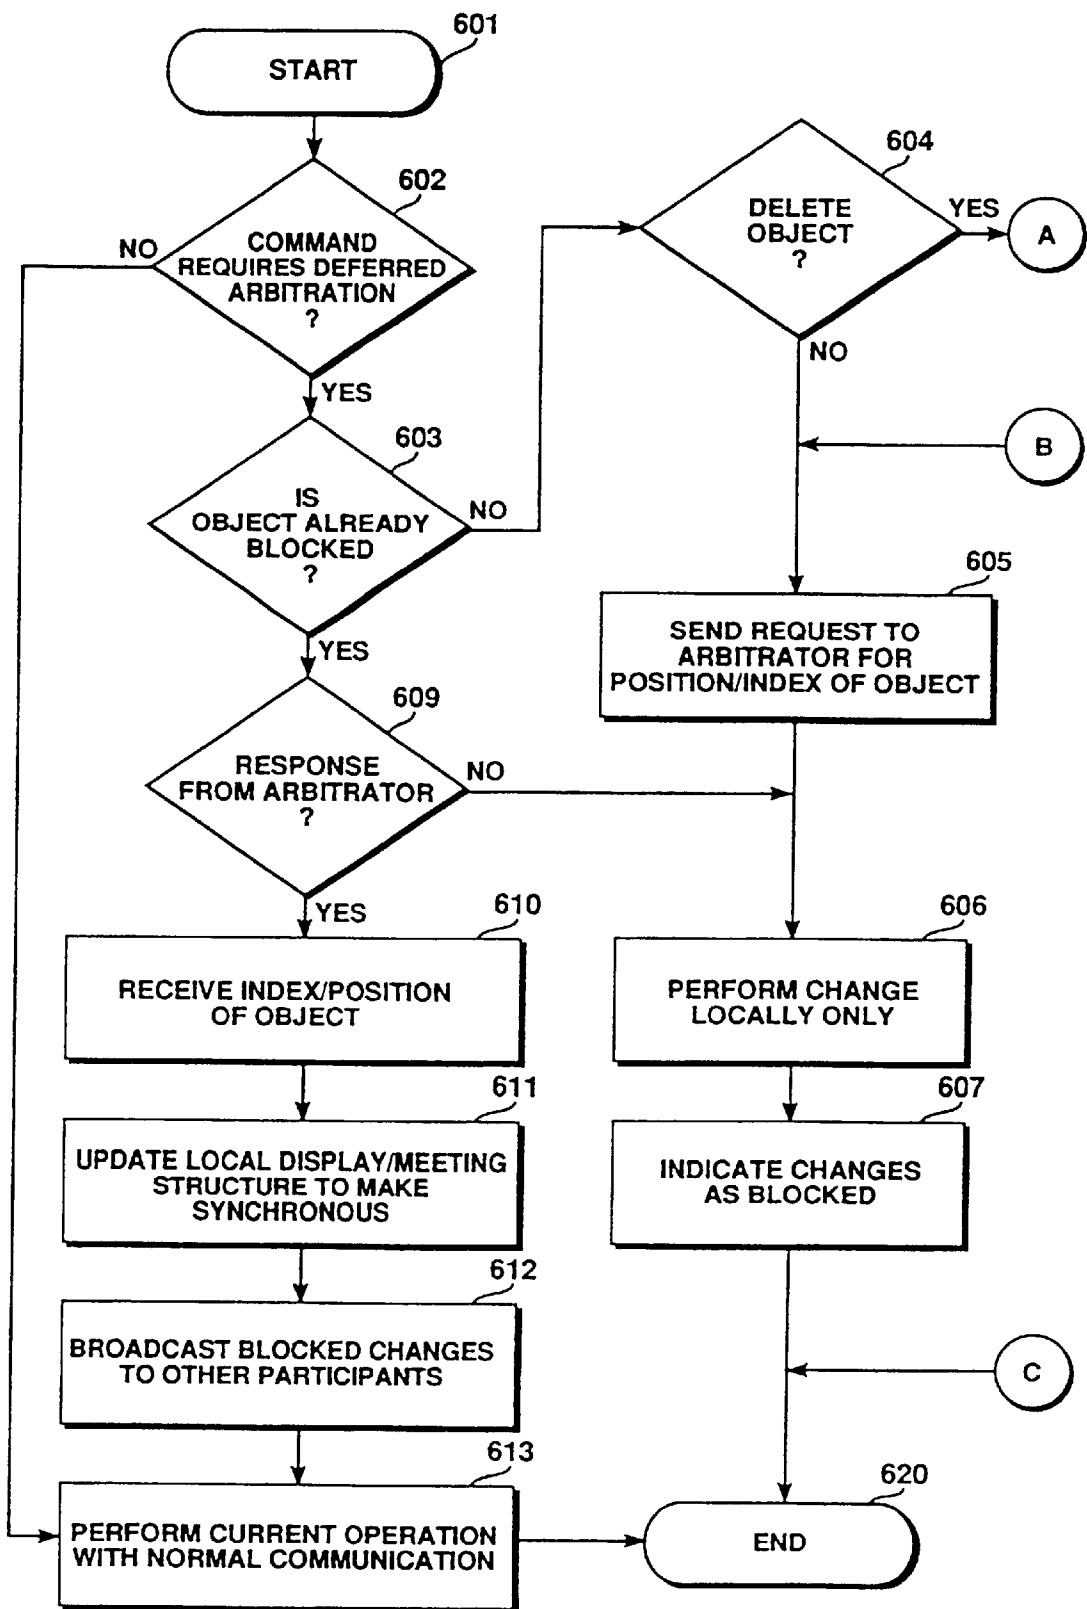 601
START
602
NO
COMMAND
REQUIRES DEFERRED
ARBITRATION
?
YES
603
IS
OBJECT ALREADY
BLOCKED
?
NO
YES
604
DELETE
OBJECT
?
YES
A
NO
B
605
SEND REQUEST TO
ARBITRATOR FOR
POSITION/INDEX OF OBJECT
609
RESPONSE
FROM ARBITRATOR
?
NO
YES
610
RECEIVE INDEX/POSITION
OF OBJECT
606
PERFORM CHANGE
LOCALLY ONLY
611
UPDATE LOCAL DISPLAY/MEETING
STRUCTURE TO MAKE
SYNCHRONOUS
607
INDICATE CHANGES
AS BLOCKED
612
BROADCAST BLOCKED CHANGES
TO OTHER PARTICIPANTS
C
613
PERFORM CURRENT OPERATION
WITH NORMAL COMMUNICATION
620
END